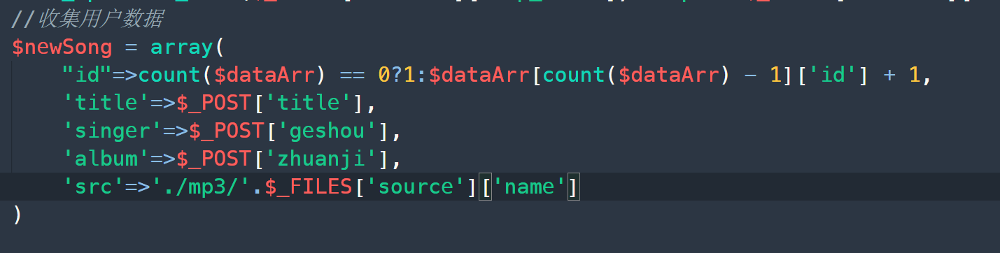 //收集用户数据
$newSong = array(
    "id"=>count($dataArr) == 0?1:$dataArr[count($dataArr) - 1]['id'] + 1,
    'title'=>$_POST['title'],
    'singer'=>$_POST['geshou'],
    'album'=>$_POST['zhuanji'],
    'src'=>'./mp3/'.$_FILES['source']['name']
)